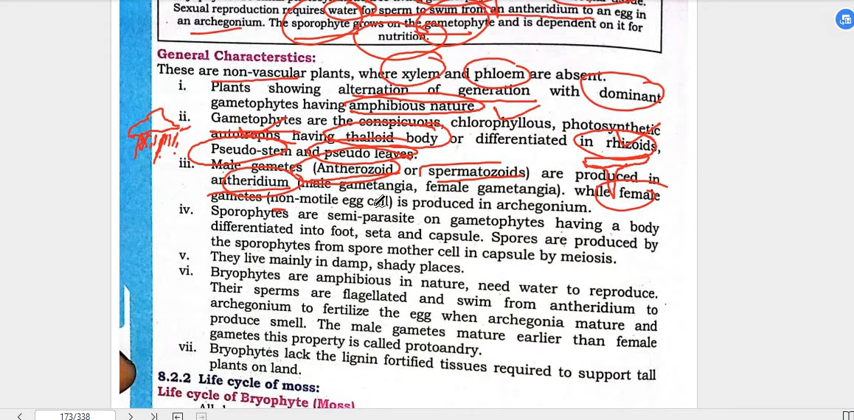 Sexual reproduction requires water for sperm to swim from an antheridium to an egg in
an archegonium. The sporophyte grows on the gametophyte and is dependent on it for
nutrition.
General Characterstics:
These are non-vascular plants, where xylem and phloem are absent.
i. Plants showing alternation of generation with dominant
gametophytes having amphibious nature
ii. Gametophytes are the conspicuous, chlorophyllous, photosynthetic
autotrophs having thalloid body or differentiated in rhizoids,
Pseudo-stem and pseudo leaves.
iii. Male gametes (Antherozoid or spermatozoids) are produced in
antheridium (male gametangia, female gametangia). while female
gametes (non-motile egg cell) is produced in archegonium.
iv. Sporophytes are semi-parasite on gametophytes having a body
differentiated into foot, seta and capsule. Spores are produced by
the sporophytes from spore mother cell in capsule by meiosis.
v. They live mainly in damp, shady places.
vi. Bryophytes are amphibious in nature, need water to reproduce.
Their sperms are flagellated and swim from antheridium to
archegonium to fertilize the egg when archegonia mature and
produce smell. The male gametes mature earlier than female
gametes this property is called protoandry.
vii. Bryophytes lack the lignin fortified tissues required to support tall
plants on land.
8.2.2 Life cycle of moss:
Life cycle of Bryophyte (Moss)
173/338